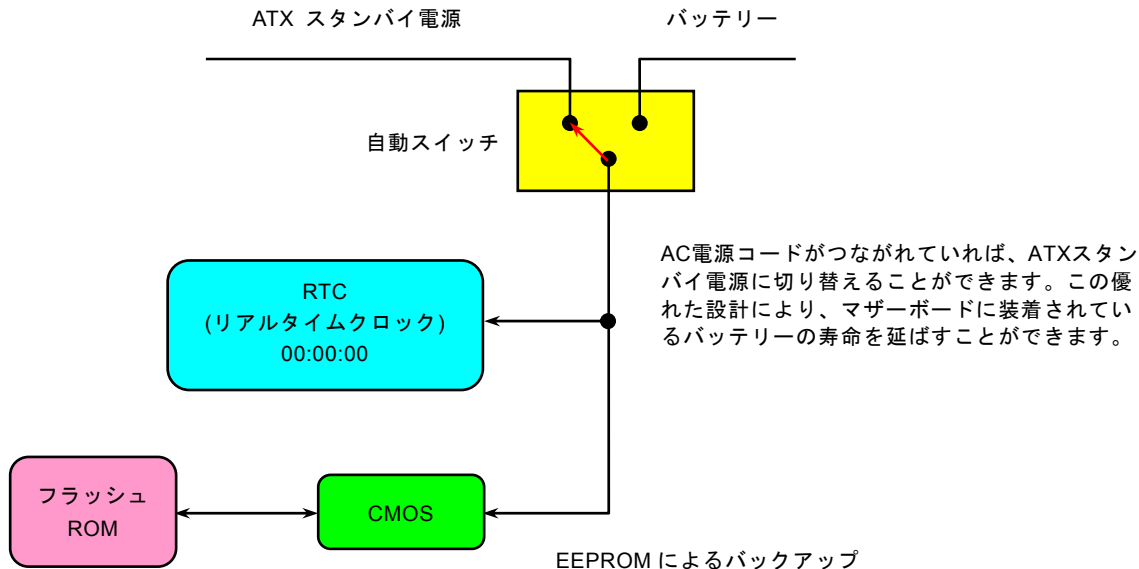 ATX スタンバイ電源
バッテリー
自動スイッチ
AC電源コードがつながれていれば、ATXスタン
バイ電源に切り替えることができます。この優
れた設計により、マザーボードに装着されてい
るバッテリーの寿命を延ばすことができます。
RTC
(リアルタイムクロック)
00:00:00
フラッシュ
ROM
CMOS
EEPROM によるバックアップ